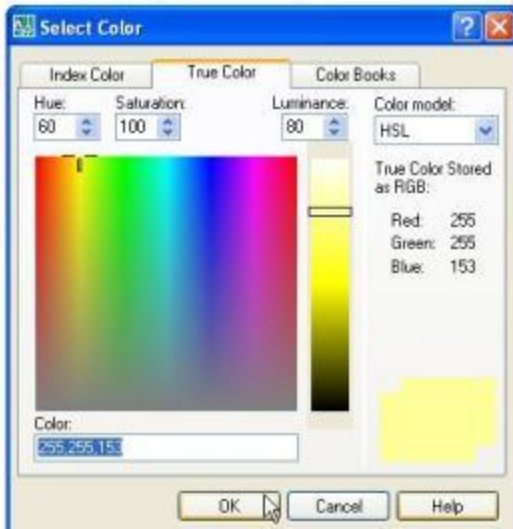 Select Color
Index Color True Color Color Books
Hue: Saturation: Luminance: Color model:
60 100 80 HSL
True Color Stored
as RGB:
Red: 255
Green: 255
Blue: 153
Color:
255,255,153
OK Cancel Help